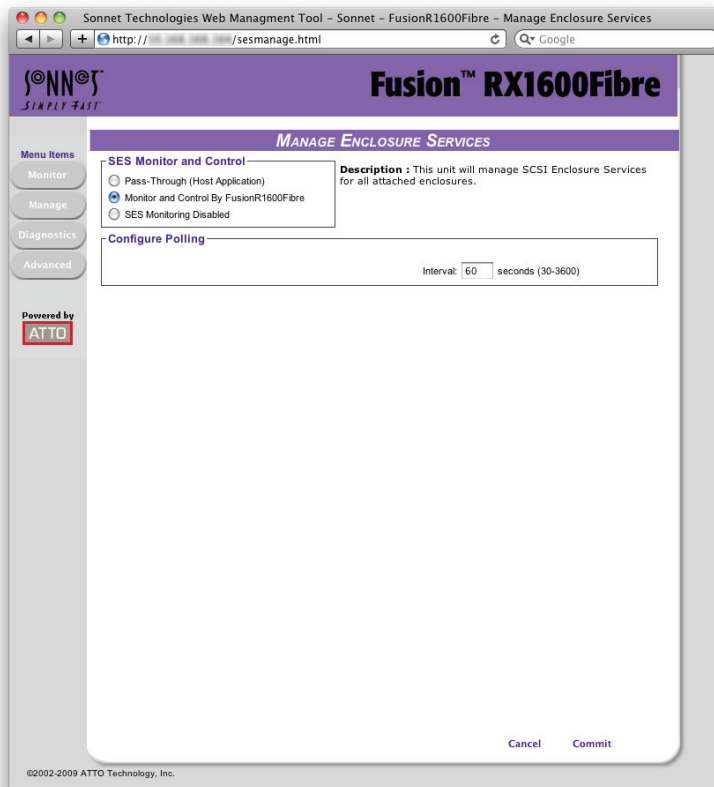 Sonnet Technologies Web Managment Tool – Sonnet – FusionR1600Fibre – Manage Enclosure Services
http:// /sesmanage.html
Google
SONNET™
SIMPLY FAST
Fusion™ RX1600Fibre
MANAGE ENCLOSURE SERVICES
Menu Items
Monitor
Manage
Diagnostics
Advanced
Powered by
ATTO
SES Monitor and Control
Pass-Through (Host Application)
Monitor and Control By FusionR1600Fibre
SES Monitoring Disabled
Description : This unit will manage SCSI Enclosure Services
for all attached enclosures.
Configure Polling
Interval: 60 seconds (30-3600)
Cancel Commit
©2002-2009 ATTO Technology, Inc.